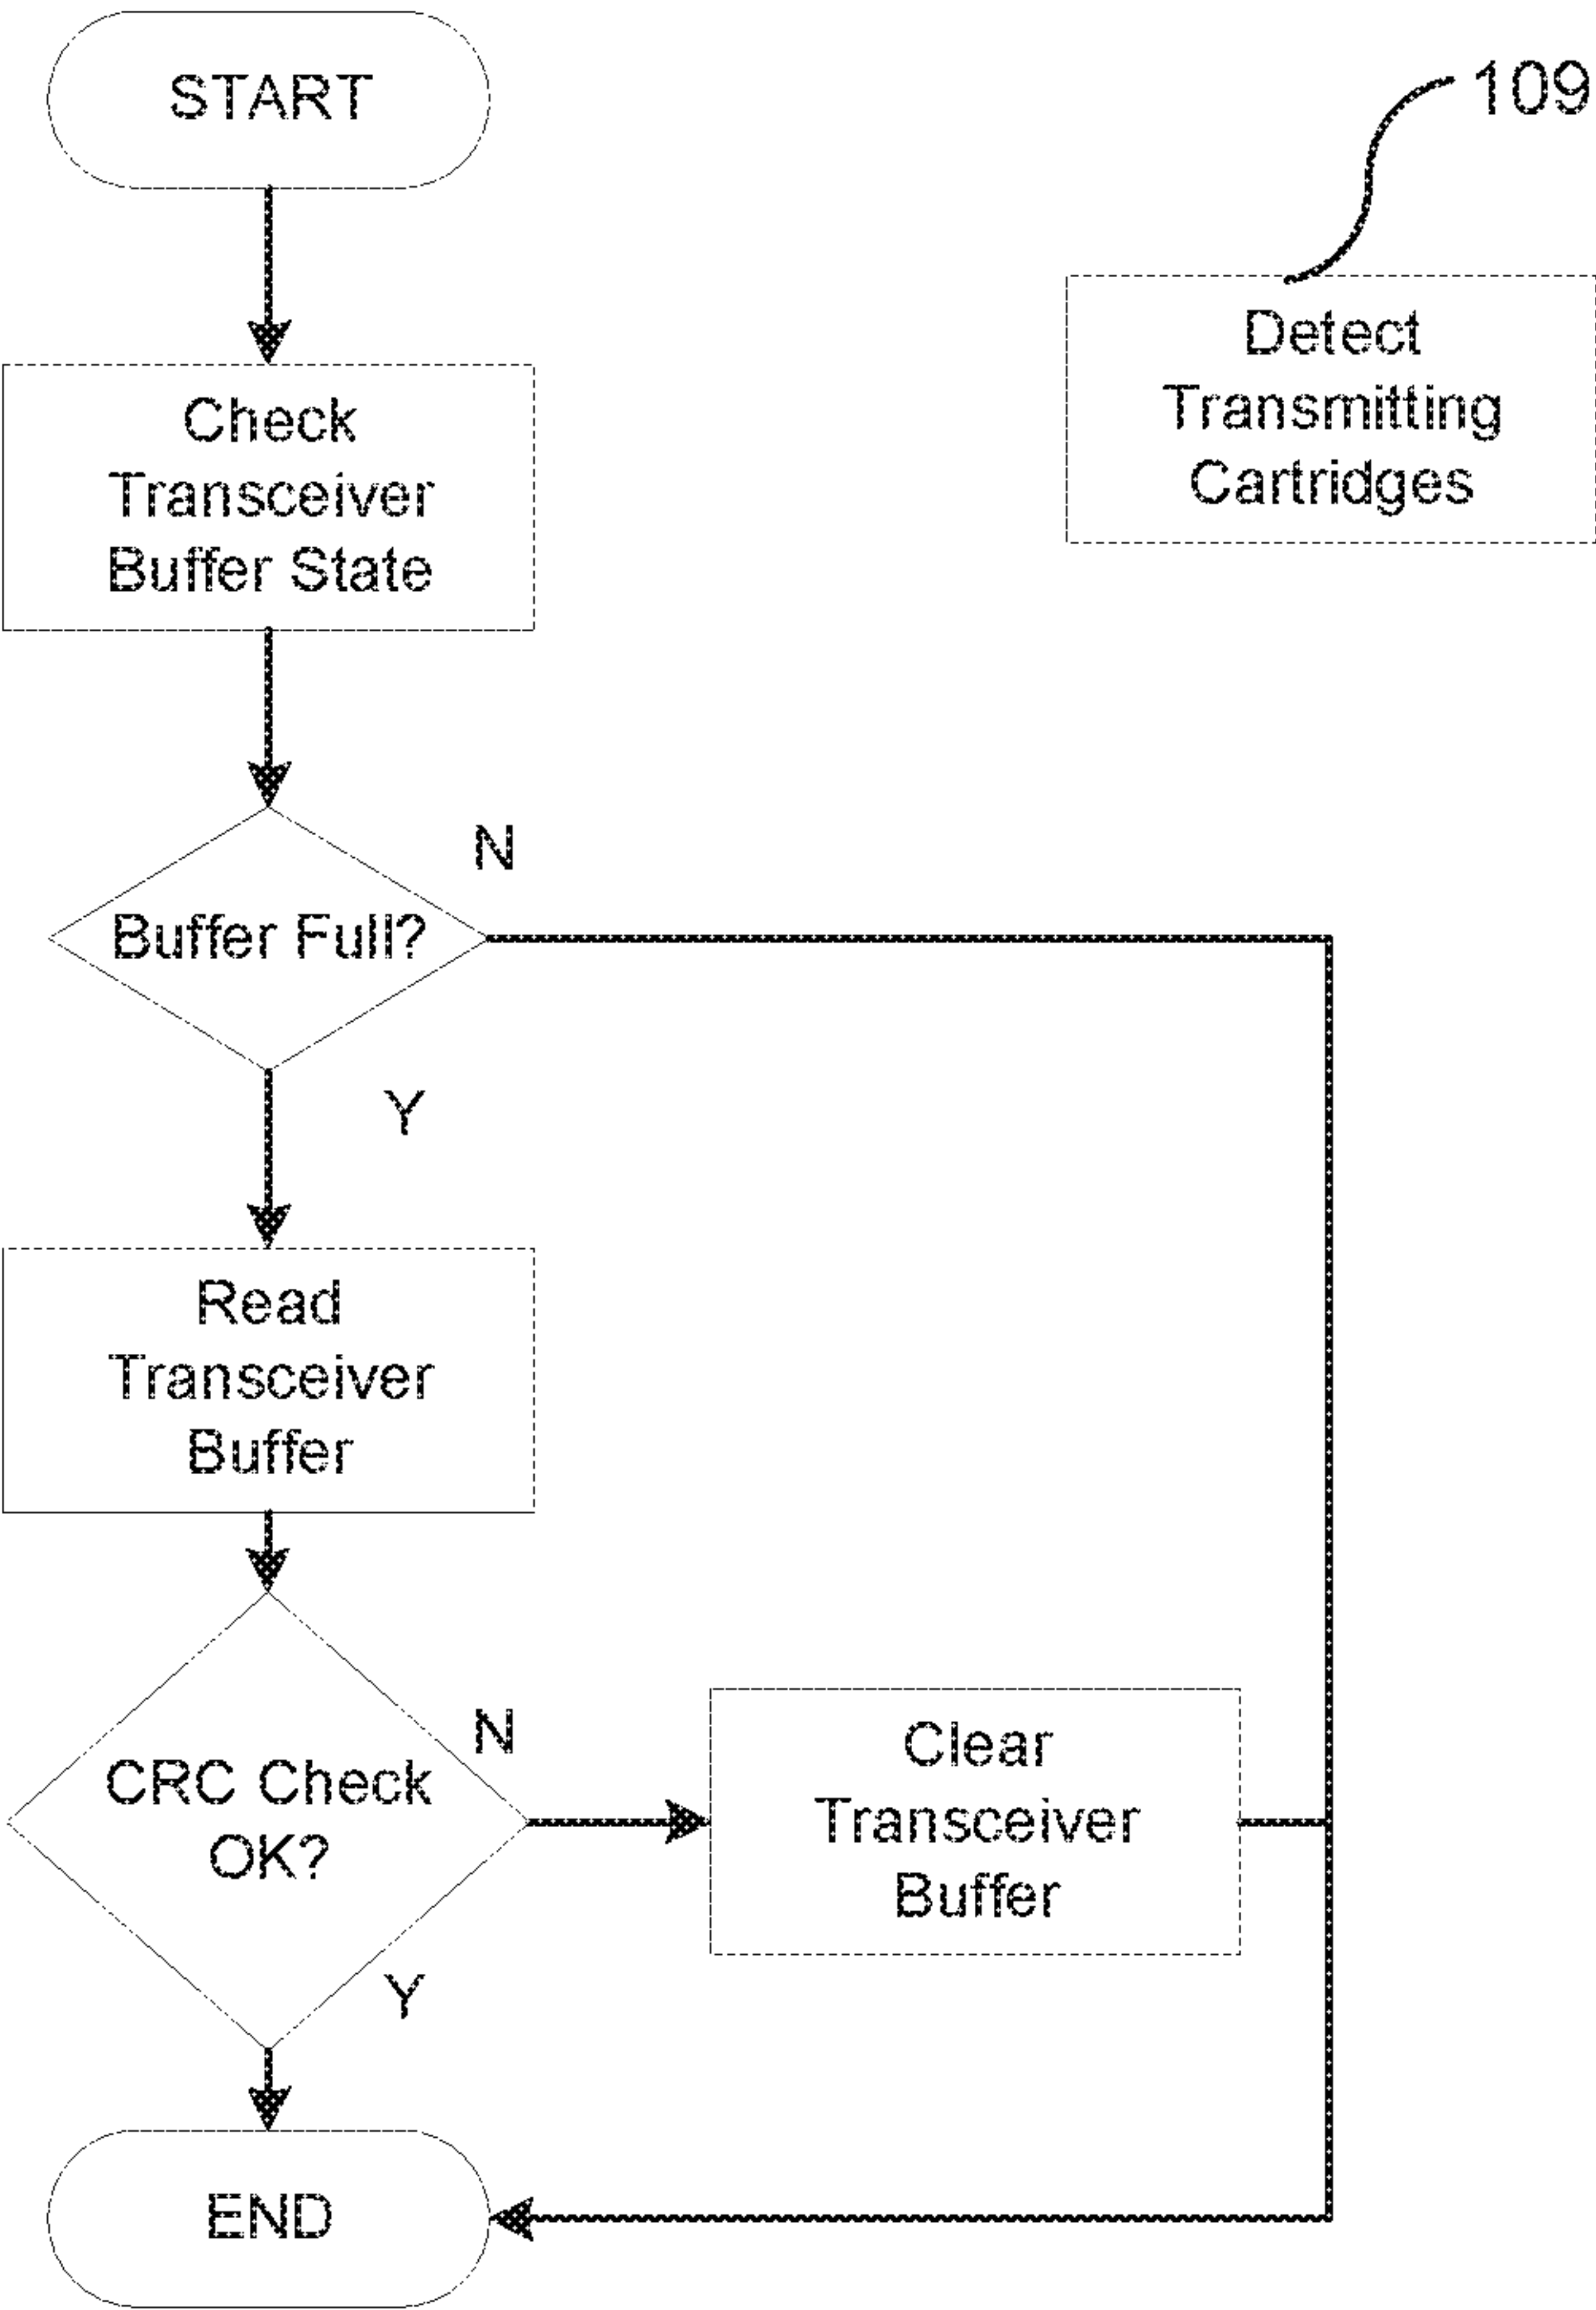 START
109
Detect
Transmitting
Cartridges
Check
Transceiver
Buffer State
N
Buffer Full?
Y
Read
Transceiver
Buffer
N
CRC Check
OK?
Clear
Transceiver
Buffer
Y
END